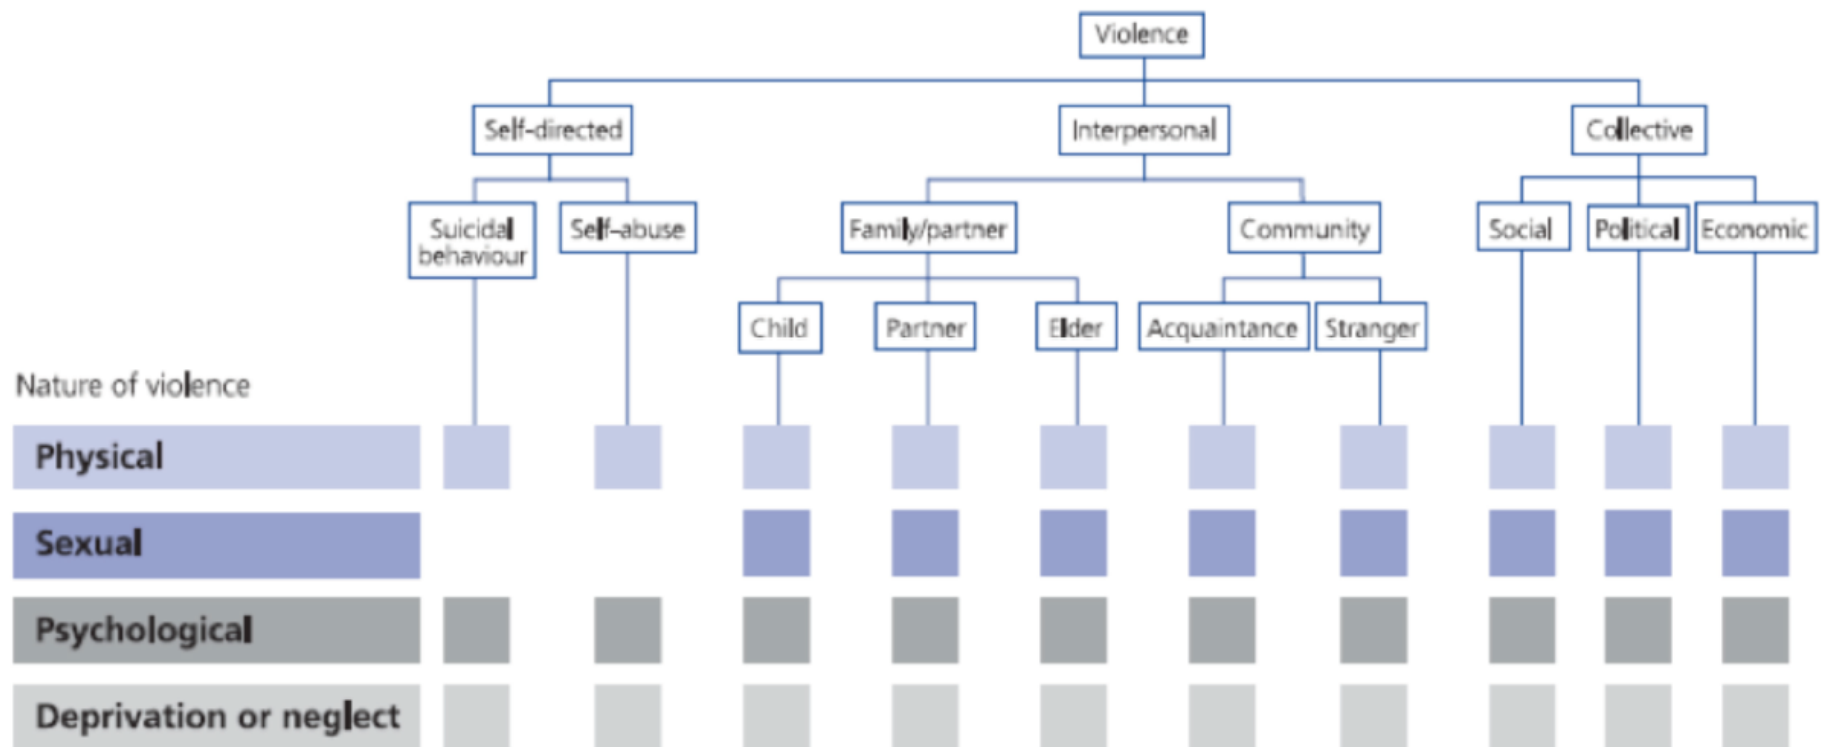 Violence
Self-directed
Interpersonal
Collective
Suicidal
behaviour
Self-abuse
Family/partner
Community
Social
Political
Economic
Child
Partner
Elder
Acquaintance
Stranger
Nature of violence
Physical
Sexual
Psychological
Deprivation or neglect